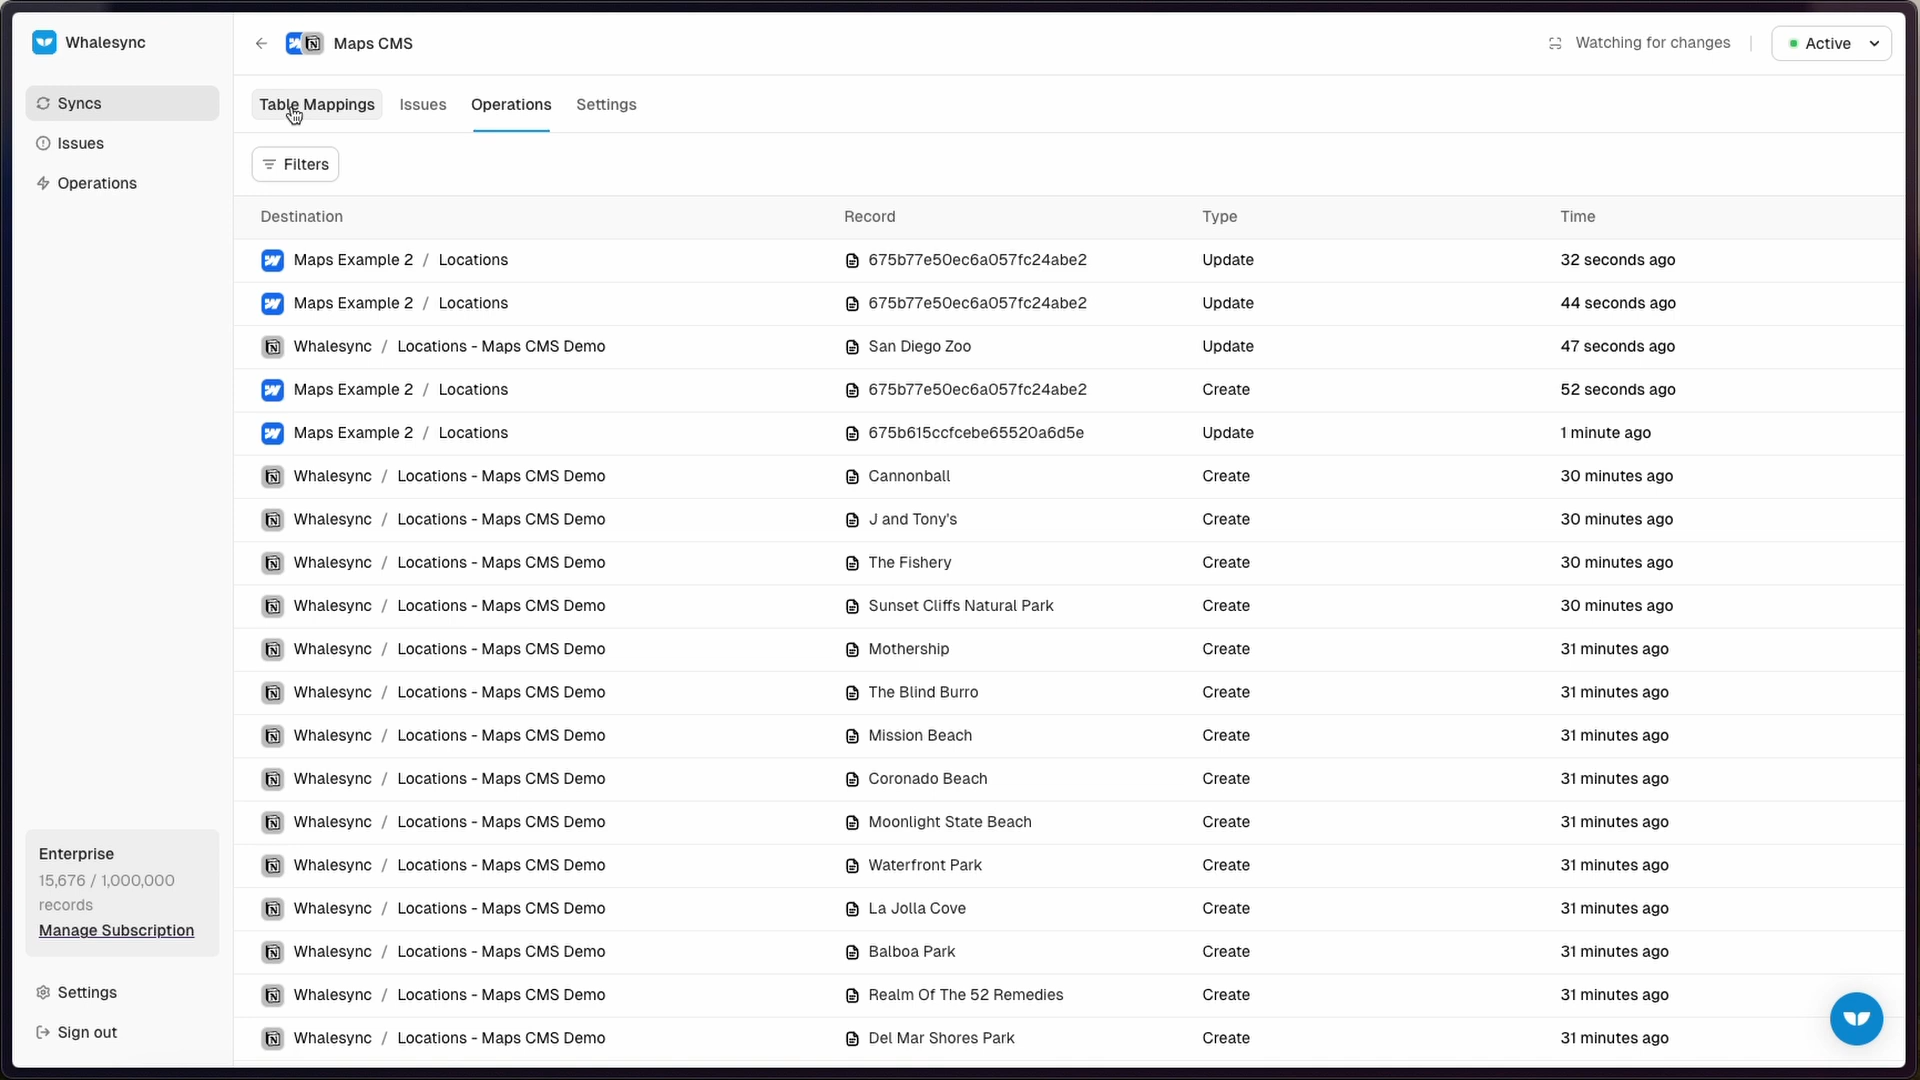 Whalesync
Maps CMS
Watching for changes
Active
Syncs
Issues
Operations
Table Mappings
Issues
Operations
Settings
Filters
Destination Record Type Time
Maps Example 2 / Locations 675b77e50ec6a057fc24abe2 Update 32 seconds ago
Maps Example 2 / Locations 675b77e50ec6a057fc24abe2 Update 44 seconds ago
Whalesync / Locations - Maps CMS Demo San Diego Zoo Update 47 seconds ago
Maps Example 2 / Locations 675b77e50ec6a057fc24abe2 Create 52 seconds ago
Maps Example 2 / Locations 675b615ccfcebe65520a6d5e Update 1 minute ago
Whalesync / Locations - Maps CMS Demo Cannonball Create 30 minutes ago
Whalesync / Locations - Maps CMS Demo J and Tony's Create 30 minutes ago
Whalesync / Locations - Maps CMS Demo The Fishery Create 30 minutes ago
Whalesync / Locations - Maps CMS Demo Sunset Cliffs Natural Park Create 30 minutes ago
Whalesync / Locations - Maps CMS Demo Mothership Create 31 minutes ago
Whalesync / Locations - Maps CMS Demo The Blind Burro Create 31 minutes ago
Whalesync / Locations - Maps CMS Demo Mission Beach Create 31 minutes ago
Whalesync / Locations - Maps CMS Demo Coronado Beach Create 31 minutes ago
Whalesync / Locations - Maps CMS Demo Moonlight State Beach Create 31 minutes ago
Whalesync / Locations - Maps CMS Demo Waterfront Park Create 31 minutes ago
Whalesync / Locations - Maps CMS Demo La Jolla Cove Create 31 minutes ago
Whalesync / Locations - Maps CMS Demo Balboa Park Create 31 minutes ago
Whalesync / Locations - Maps CMS Demo Realm Of The 52 Remedies Create 31 minutes ago
Whalesync / Locations - Maps CMS Demo Del Mar Shores Park Create 31 minutes ago
Enterprise
15,676 / 1,000,000
records
Manage Subscription
Settings
Sign out